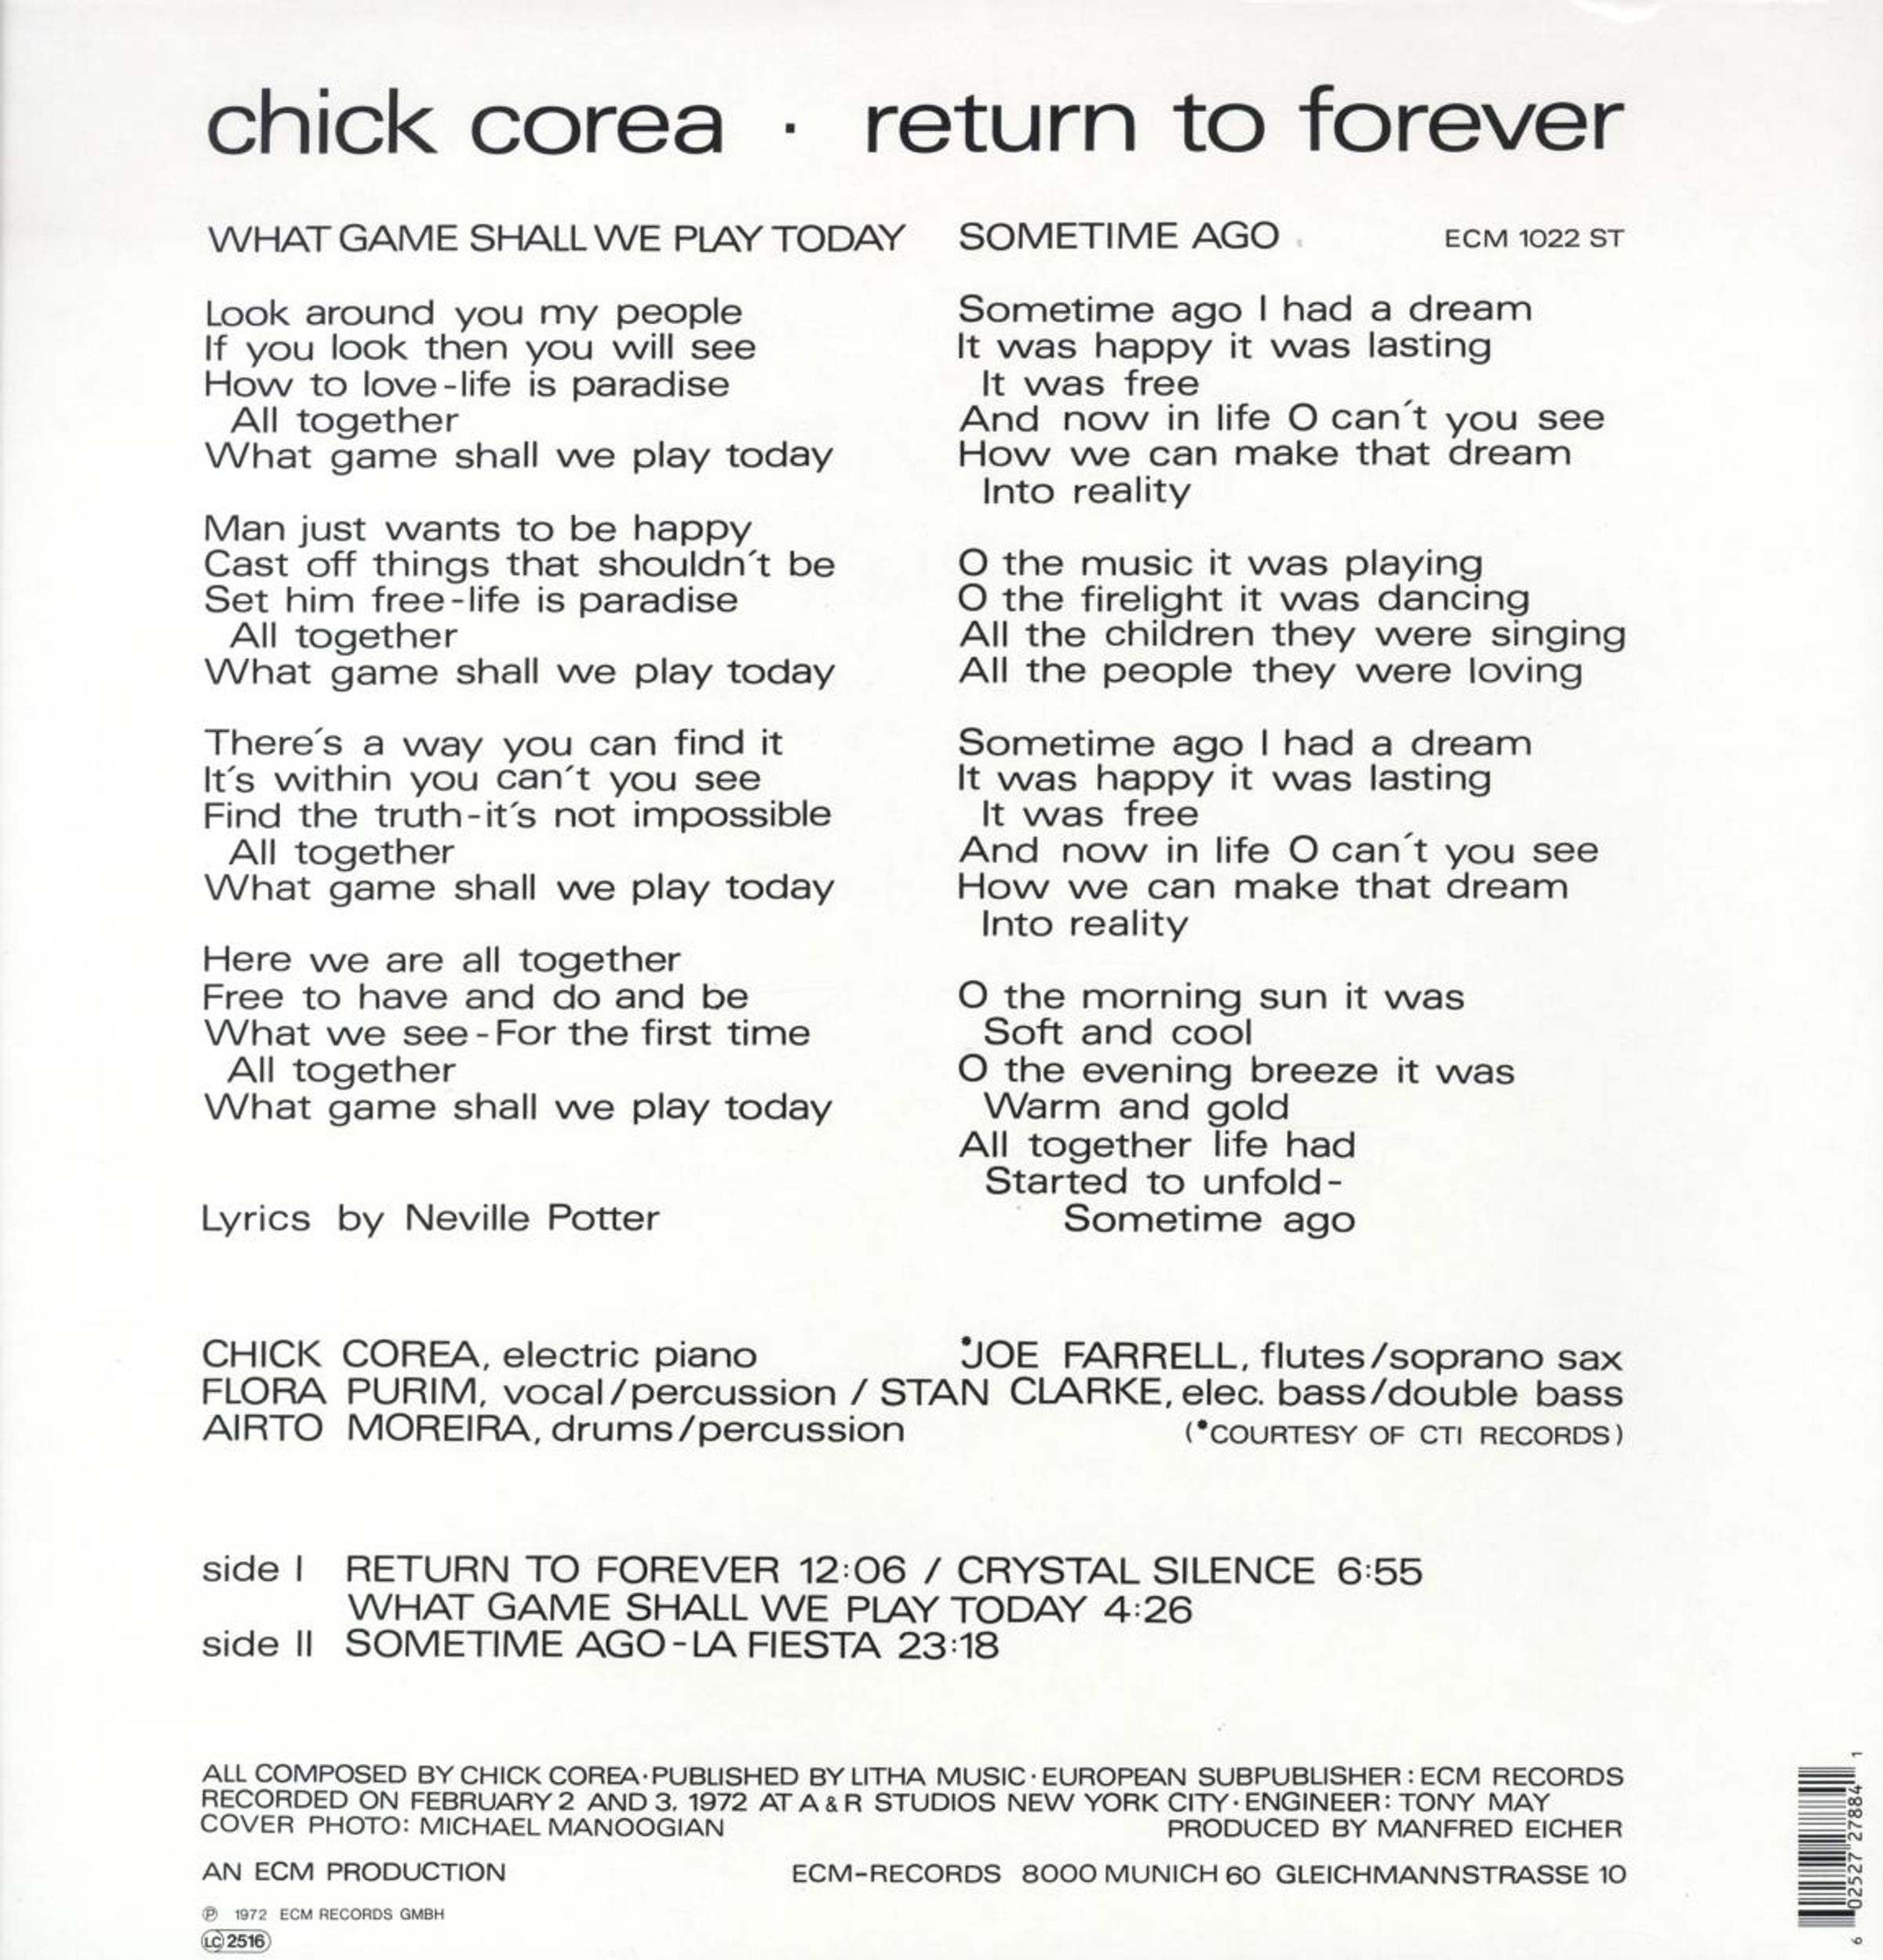 chick corea · return to forever
WHAT GAME SHALL WE PLAY TODAY
Look around you my people
If you look then you will see
How to love-life is paradise
All together
What game shall we play today
Man just wants to be happy
Cast off things that shouldn´t be
Set him free-life is paradise
All together
What game shall we play today
There´s a way you can find it
It´s within you can´t you see
Find the truth-it´s not impossible
All together
What game shall we play today
Here we are all together
Free to have and do and be
What we see-For the first time
All together
What game shall we play today
Lyrics by Neville Potter
SOMETIME AGO
ECM 1022 ST
Sometime ago I had a dream
It was happy it was lasting
It was free
And now in life O can´t you see
How we can make that dream
Into reality
O the music it was playing
O the firelight it was dancing
All the children they were singing
All the people they were loving
Sometime ago I had a dream
It was happy it was lasting
It was free
And now in life O can´t you see
How we can make that dream
Into reality
O the morning sun it was
Soft and cool
O the evening breeze it was
Warm and gold
All together life had
Started to unfold-
Sometime ago
CHICK COREA, electric piano •JOE FARRELL, flutes/soprano sax
FLORA PURIM, vocal/percussion / STAN CLARKE, elec. bass/double bass
AIRTO MOREIRA, drums/percussion (•COURTESY OF CTI RECORDS)
side I RETURN TO FOREVER 12:06 / CRYSTAL SILENCE 6:55
WHAT GAME SHALL WE PLAY TODAY 4:26
side II SOMETIME AGO-LA FIESTA 23:18
ALL COMPOSED BY CHICK COREA·PUBLISHED BY LITHA MUSIC·EUROPEAN SUBPUBLISHER:ECM RECORDS
RECORDED ON FEBRUARY 2 AND 3, 1972 AT A&R STUDIOS NEW YORK CITY·ENGINEER: TONY MAY
COVER PHOTO: MICHAEL MANOOGIAN PRODUCED BY MANFRED EICHER
AN ECM PRODUCTION ECM-RECORDS 8000 MUNICH 60 GLEICHMANNSTRASSE 10
℗ 1972 ECM RECORDS GMBH
LC 2516
6 02527 27884 1